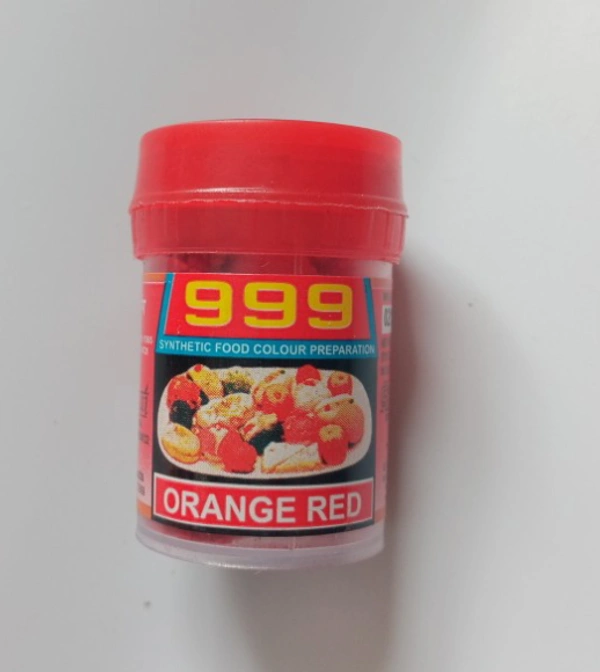 999
SYNTHETIC FOOD COLOUR PREPARATION
ORANGE RED